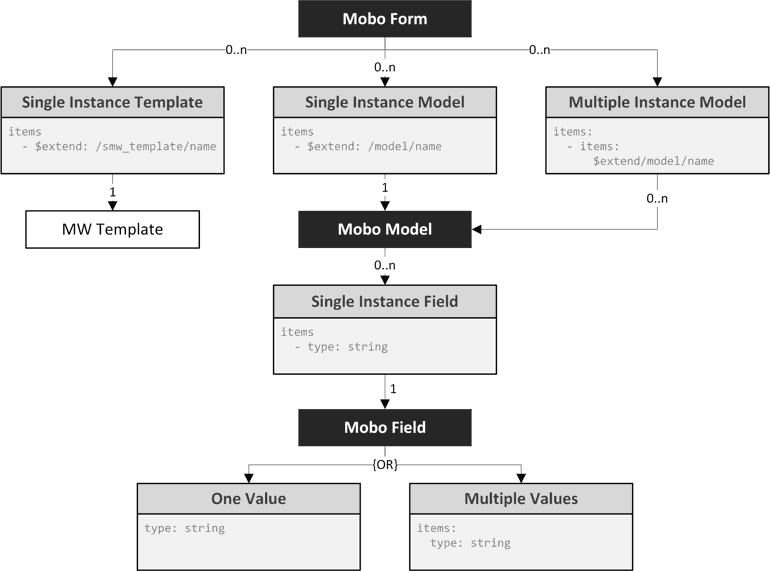 Mobo Form
0..n
0..n
0..n
Single Instance Template
items
- $extend: /smw_template/name
Single Instance Model
items
- $extend: /model/name
Multiple Instance Model
items:
- items:
$extend/model/name
1
1
0..n
MW Template
Mobo Model
0..n
Single Instance Field
items
- type: string
1
Mobo Field
{OR}
One Value
type: string
Multiple Values
items:
type: string